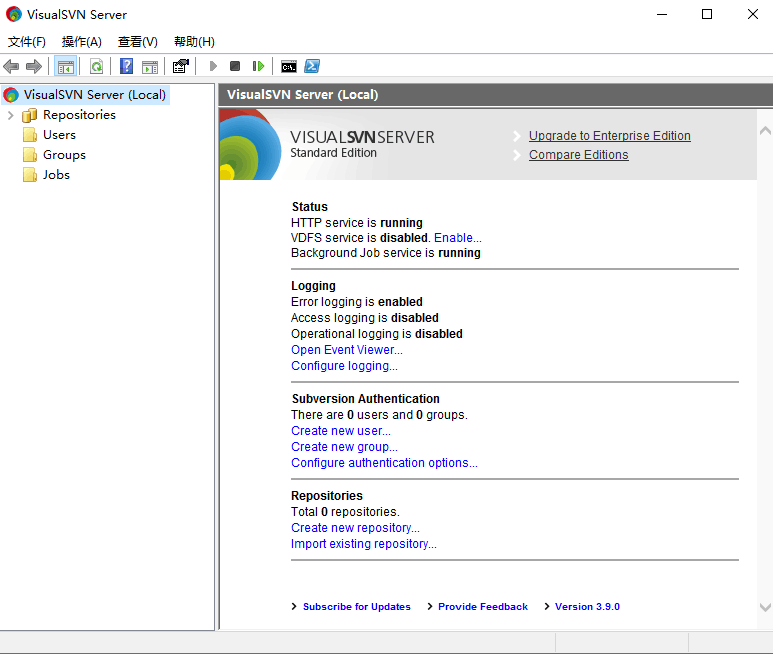 VisualSVN Server
文件(F) 操作(A) 查看(V) 帮助(H)
VisualSVN Server (Local)
Repositories
Users
Groups
Jobs
VisualSVN Server (Local)
VISUALSVNSERVER
Standard Edition
Upgrade to Enterprise Edition
Compare Editions
Status
HTTP service is running
VDFS service is disabled. Enable...
Background Job service is running
Logging
Error logging is enabled
Access logging is disabled
Operational logging is disabled
Open Event Viewer...
Configure logging...
Subversion Authentication
There are 0 users and 0 groups.
Create new user...
Create new group...
Configure authentication options...
Repositories
Total 0 repositories.
Create new repository...
Import existing repository...
Subscribe for Updates Provide Feedback Version 3.9.0